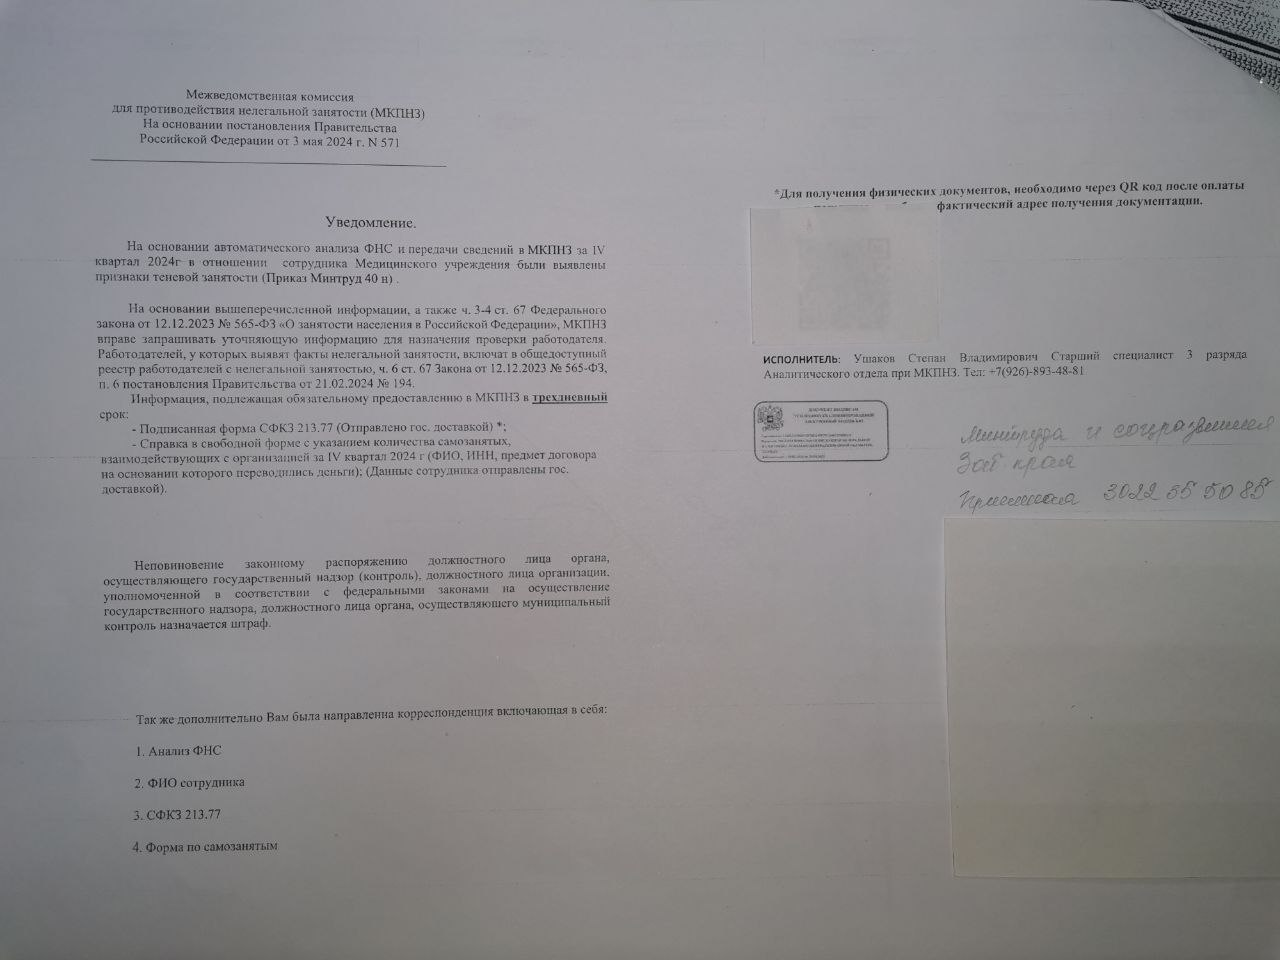 Межведомственная комиссия
для противодействия нелегальной занятости (МКПНЗ)
На основании постановления Правительства
Российской Федерации от 3 мая 2024 г. N 571
Уведомление.
На основании автоматического анализа ФНС и передачи сведений в МКПНЗ за IV
квартал 2024г в отношении сотрудника Медицинского учреждения были выявлены
признаки теневой занятости (Приказ Минтруд 40 н) .
На основании вышеперечисленной информации, а также ч. 3-4 ст. 67 Федерального
закона от 12.12.2023 № 565-ФЗ «О занятости населения в Российской Федерации», МКПНЗ
вправе запрашивать уточняющую информацию для назначения проверки работодателя.
Работодателей, у которых выявят факты нелегальной занятости, включат в общедоступный
реестр работодателей с нелегальной занятостью, ч. 6 ст. 67 Закона от 12.12.2023 № 565-ФЗ,
п. 6 постановления Правительства от 21.02.2024 № 194.
Информация, подлежащая обязательному предоставлению в МКПНЗ в трехдневный
срок:
- Подписанная форма СФКЗ 213.77 (Отправлено гос. доставкой) *;
- Справка в свободной форме с указанием количества самозанятых,
взаимодействующих с организацией за IV квартал 2024 г (ФИО, ИНН, предмет договора
на основании которого переводились деньги); (Данные сотрудника отправлены гос.
доставкой).
Неповиновение законному распоряжению должностного лица органа,
осуществляющего государственный надзор (контроль), должностного лица организации,
уполномоченной в соответствии с федеральными законами на осуществление
государственного надзора, должностного лица органа, осуществляющего муниципальный
контроль назначается штраф.
Так же дополнительно Вам была направленна корреспонденция включающая в себя:
1. Анализ ФНС
2. ФИО сотрудника
3. СФКЗ 213.77
4. Форма по самозанятым
*Для получения физических документов, необходимо через QR код после оплаты
фактический адрес получения документации.
ИСПОЛНИТЕЛЬ: Ушаков Степан Владимирович Старший специалист 3 разряда
Аналитического отдела при МКПНЗ. Тел: +7(926)-893-48-81
ДОКУМЕНТ ПОДПИСАН
ЭЛЕКТРОННОЙ ПОДПИСЬЮ
Минтруда и соцразвития
Заб. края
Приемная 3022 35 50 85